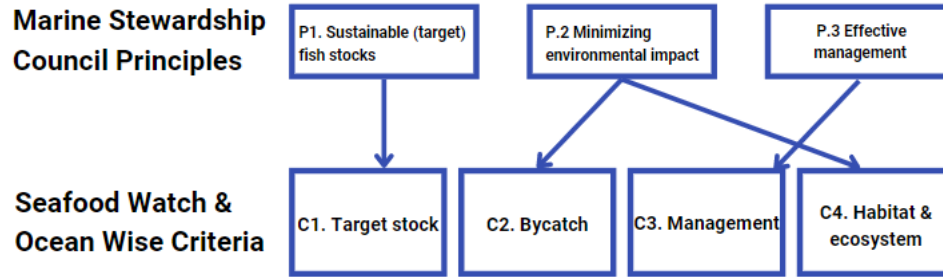 Marine Stewardship
Council Principles
P1. Sustainable (target)
fish stocks
P.2 Minimizing
environmental impact
P.3 Effective
management
Seafood Watch &
Ocean Wise Criteria
C1. Target stock
C2. Bycatch
C3. Management
C4. Habitat &
ecosystem